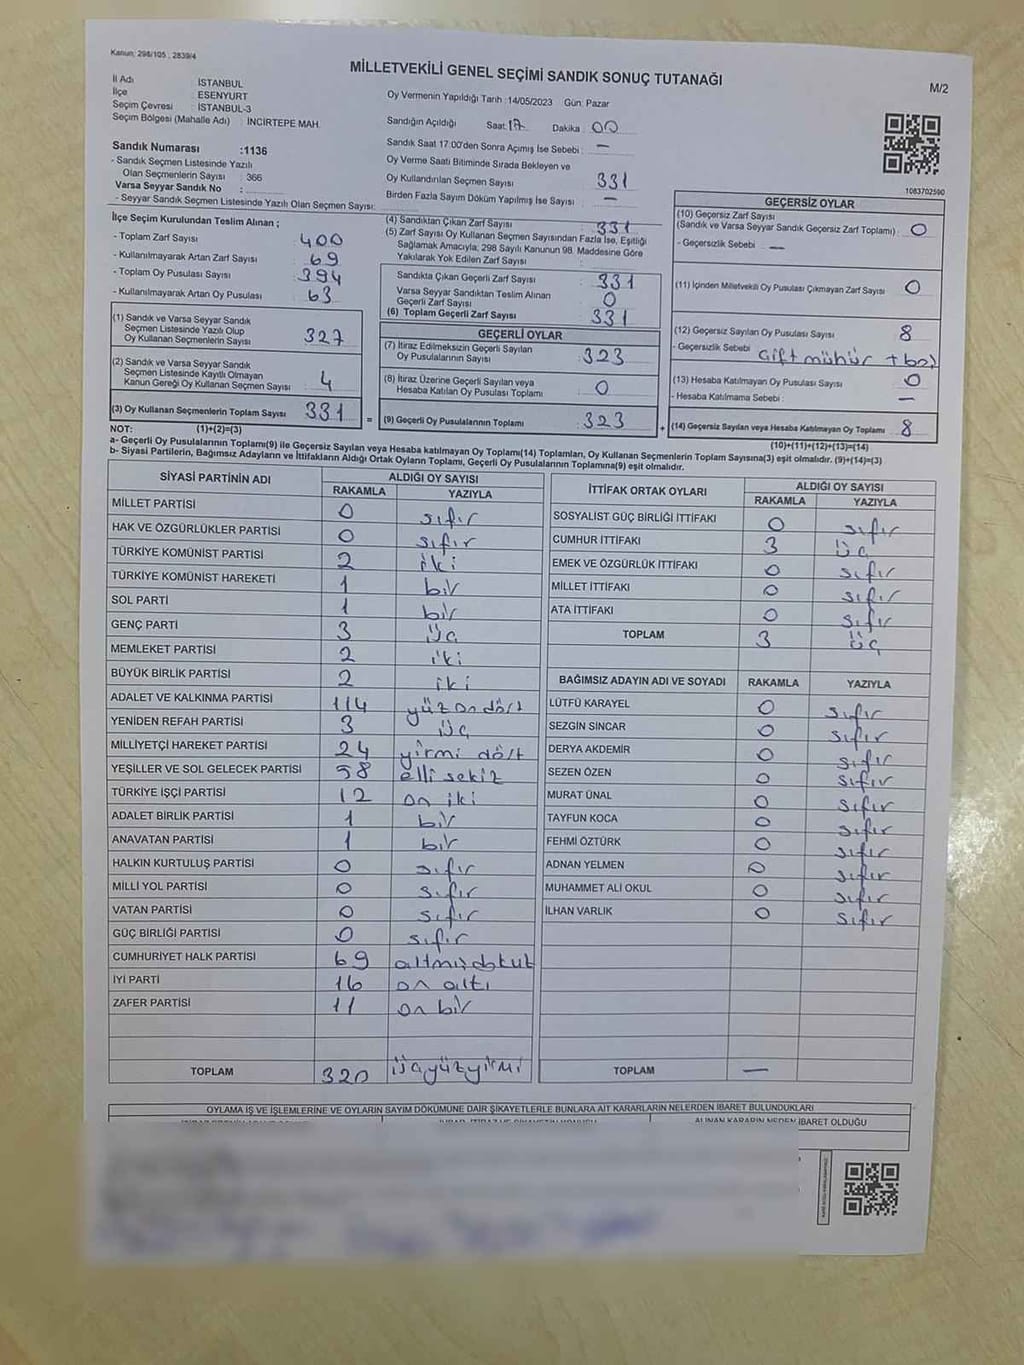 Kanun: 298/105 ; 2839/4
MİLLETVEKİLİ GENEL SEÇİMİ SANDIK SONUÇ TUTANAĞI
M/2
İl Adı : İSTANBUL
İlçe : ESENYURT
Seçim Çevresi : İSTANBUL-3
Seçim Bölgesi (Mahalle Adı) : İNCİRTEPE MAH.
Sandık Numarası :1136
- Sandık Seçmen Listesinde Yazılı
Olan Seçmenlerin Sayısı : 366
Varsa Seyyar Sandık No :
- Seyyar Sandık Seçmen Listesinde Yazılı Olan Seçmen Sayısı:
Oy Vermenin Yapıldığı Tarih :14/05/2023 Gün: Pazar
Sandığın Açıldığı Saat 17 Dakika 00
Sandık Saat 17:00'den Sonra Açımış İse Sebebi : —
Oy Verme Saati Bitiminde Sırada Bekleyen ve
Oy Kullandırılan Seçmen Sayısı 331
Birden Fazla Sayım Döküm Yapılmış İse Sayısı : —
1083702590
İlçe Seçim Kurulundan Teslim Alınan ;
- Toplam Zarf Sayısı : 400
- Kullanılmayarak Artan Zarf Sayısı : 69
- Toplam Oy Pusulası Sayısı : 394
- Kullanılmayarak Artan Oy Pusulası : 63
(1) Sandık ve Varsa Seyyar Sandık
Seçmen Listesinde Yazılı Olup
Oy Kullanan Seçmenlerin Sayısı : 327
(2) Sandık ve Varsa Seyyar Sandık
Seçmen Listesinde Kayıtlı Olmayan
Kanun Gereği Oy Kullanan Seçmen Sayısı : 4
(3) Oy Kullanan Seçmenlerin Toplam Sayısı : 331
NOT: (1)+(2)=(3)
(4) Sandıktan Çıkan Zarf Sayısı : 331
(5) Zarf Sayısı Oy Kullanan Seçmen Sayısından Fazla İse, Eşitliği
Sağlamak Amacıyla; 298 Sayılı Kanunun 98. Maddesine Göre
Yakılarak Yok Edilen Zarf Sayısı :
Sandıkta Çıkan Geçerli Zarf Sayısı : 331
Varsa Seyyar Sandıktan Teslim Alınan
Geçerli Zarf Sayısı : 0
(6) Toplam Geçerli Zarf Sayısı : 331
GEÇERLİ OYLAR
(7) İtiraz Edilmeksizin Geçerli Sayılan
Oy Pusulalarının Sayısı : 323
(8) İtiraz Üzerine Geçerli Sayılan veya
Hesaba Katılan Oy Pusulası Toplamı : 0
= (9) Geçerli Oy Pusulalarının Toplamı : 323
GEÇERSİZ OYLAR
(10) Geçersiz Zarf Sayısı
(Sandık ve Varsa Seyyar Sandık Geçersiz Zarf Toplamı) : 0
- Geçersizlik Sebebi : —
(11) İçinden Milletvekili Oy Pusulası Çıkmayan Zarf Sayısı : 0
(12) Geçersiz Sayılan Oy Pusulası Sayısı : 8
- Geçersizlik Sebebi Çift mühür + boş
(13) Hesaba Katılmayan Oy Pusulası Sayısı : 0
- Hesaba Katılmama Sebebi : —
+ (14) Geçersiz Sayılan veya Hesaba Katılmayan Oy Toplamı : 8
(10)+(11)+(12)+(13)=(14)
a- Geçerli Oy Pusulalarının Toplamı(9) ile Geçersiz Sayılan veya Hesaba katılmayan Oy Toplamı(14) Toplamları, Oy Kullanan Seçmenlerin Toplam Sayısına(3) eşit olmalıdır. (9)+(14)=(3)
b- Siyasi Partilerin, Bağımsız Adayların ve İttifakların Aldığı Ortak Oyların Toplamı, Geçerli Oy Pusulalarının Toplamına(9) eşit olmalıdır.
SİYASİ PARTİNİN ADI ALDIĞI OY SAYISI
RAKAMLA YAZIYLA
MİLLET PARTİSİ 0 sıfır
HAK VE ÖZGÜRLÜKLER PARTİSİ 0 sıfır
TÜRKİYE KOMÜNİST PARTİSİ 2 iki
TÜRKİYE KOMÜNİST HAREKETİ 1 bir
SOL PARTİ 1 bir
GENÇ PARTİ 3 üç
MEMLEKET PARTİSİ 2 iki
BÜYÜK BİRLİK PARTİSİ 2 iki
ADALET VE KALKINMA PARTİSİ 114 yüz on dört
YENİDEN REFAH PARTİSİ 3 üç
MİLLİYETÇİ HAREKET PARTİSİ 24 yirmi dört
YEŞİLLER VE SOL GELECEK PARTİSİ 58 elli sekiz
TÜRKİYE İŞÇİ PARTİSİ 12 on iki
ADALET BİRLİK PARTİSİ 1 bir
ANAVATAN PARTİSİ 1 bir
HALKIN KURTULUŞ PARTİSİ 0 sıfır
MİLLİ YOL PARTİSİ 0 sıfır
VATAN PARTİSİ 0 sıfır
GÜÇ BİRLİĞİ PARTİSİ 0 sıfır
CUMHURİYET HALK PARTİSİ 69 altmış dokuz
İYİ PARTİ 16 on altı
ZAFER PARTİSİ 11 on bir
TOPLAM 320 üçyüzyirmi
İTTİFAK ORTAK OYLARI ALDIĞI OY SAYISI
RAKAMLA YAZIYLA
SOSYALİST GÜÇ BİRLİĞİ İTTİFAKI 0 sıfır
CUMHUR İTTİFAKI 3 üç
EMEK VE ÖZGÜRLÜK İTTİFAKI 0 sıfır
MİLLET İTTİFAKI 0 sıfır
ATA İTTİFAKI 0 sıfır
TOPLAM 3 üç
BAĞIMSIZ ADAYIN ADI VE SOYADI RAKAMLA YAZIYLA
LÜTFÜ KARAYEL 0 sıfır
SEZGİN SİNCAR 0 sıfır
DERYA AKDEMİR 0 sıfır
SEZEN ÖZEN 0 sıfır
MURAT ÜNAL 0 sıfır
TAYFUN KOCA 0 sıfır
FEHMİ ÖZTÜRK 0 sıfır
ADNAN YELMEN 0 sıfır
MUHAMMET ALİ OKUL 0 sıfır
İLHAN VARLIK 0 sıfır
TOPLAM —
OYLAMA İŞ VE İŞLEMLERİNE VE OYLARIN SAYIM DÖKÜMÜNE DAİR ŞİKAYETLERLE BUNLARA AİT KARARLARIN NELERDEN İBARET BULUNDUKLARI
ALINAN KARARIN NEDEN İBARET OLDUĞU